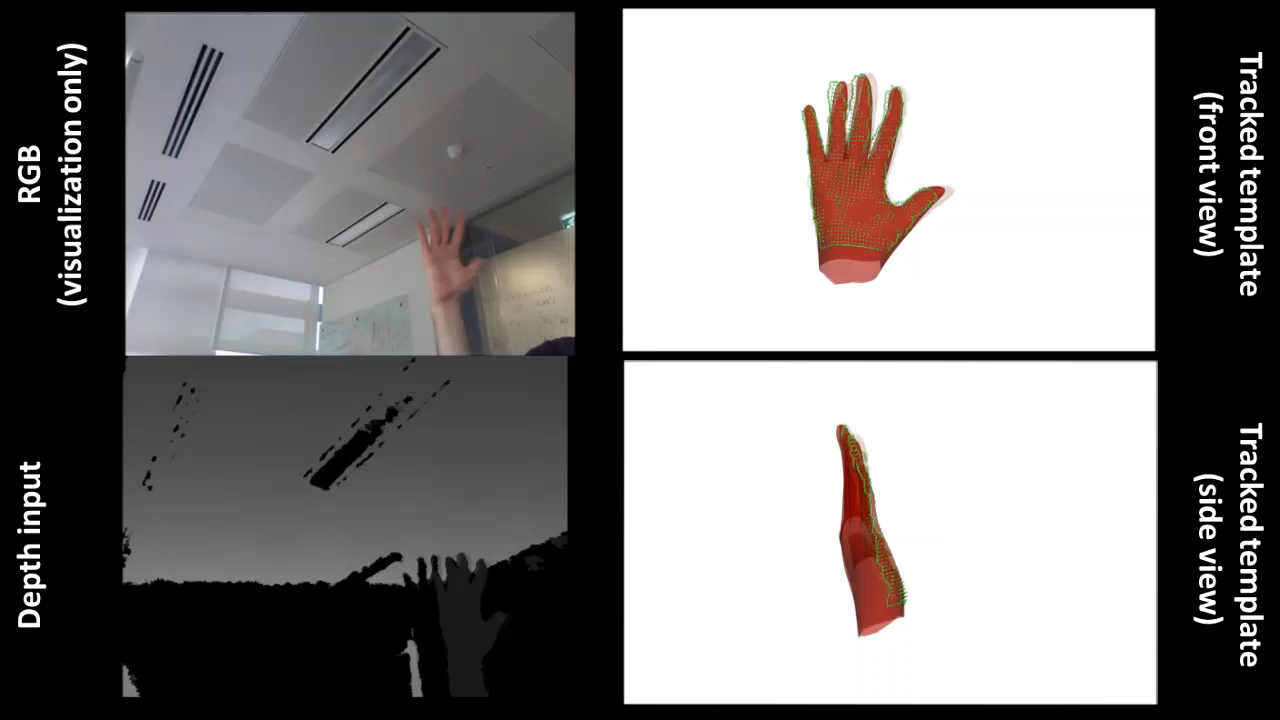 RGB
(visualization only)
Tracked template
(front view)
Depth input
Tracked template
(side view)